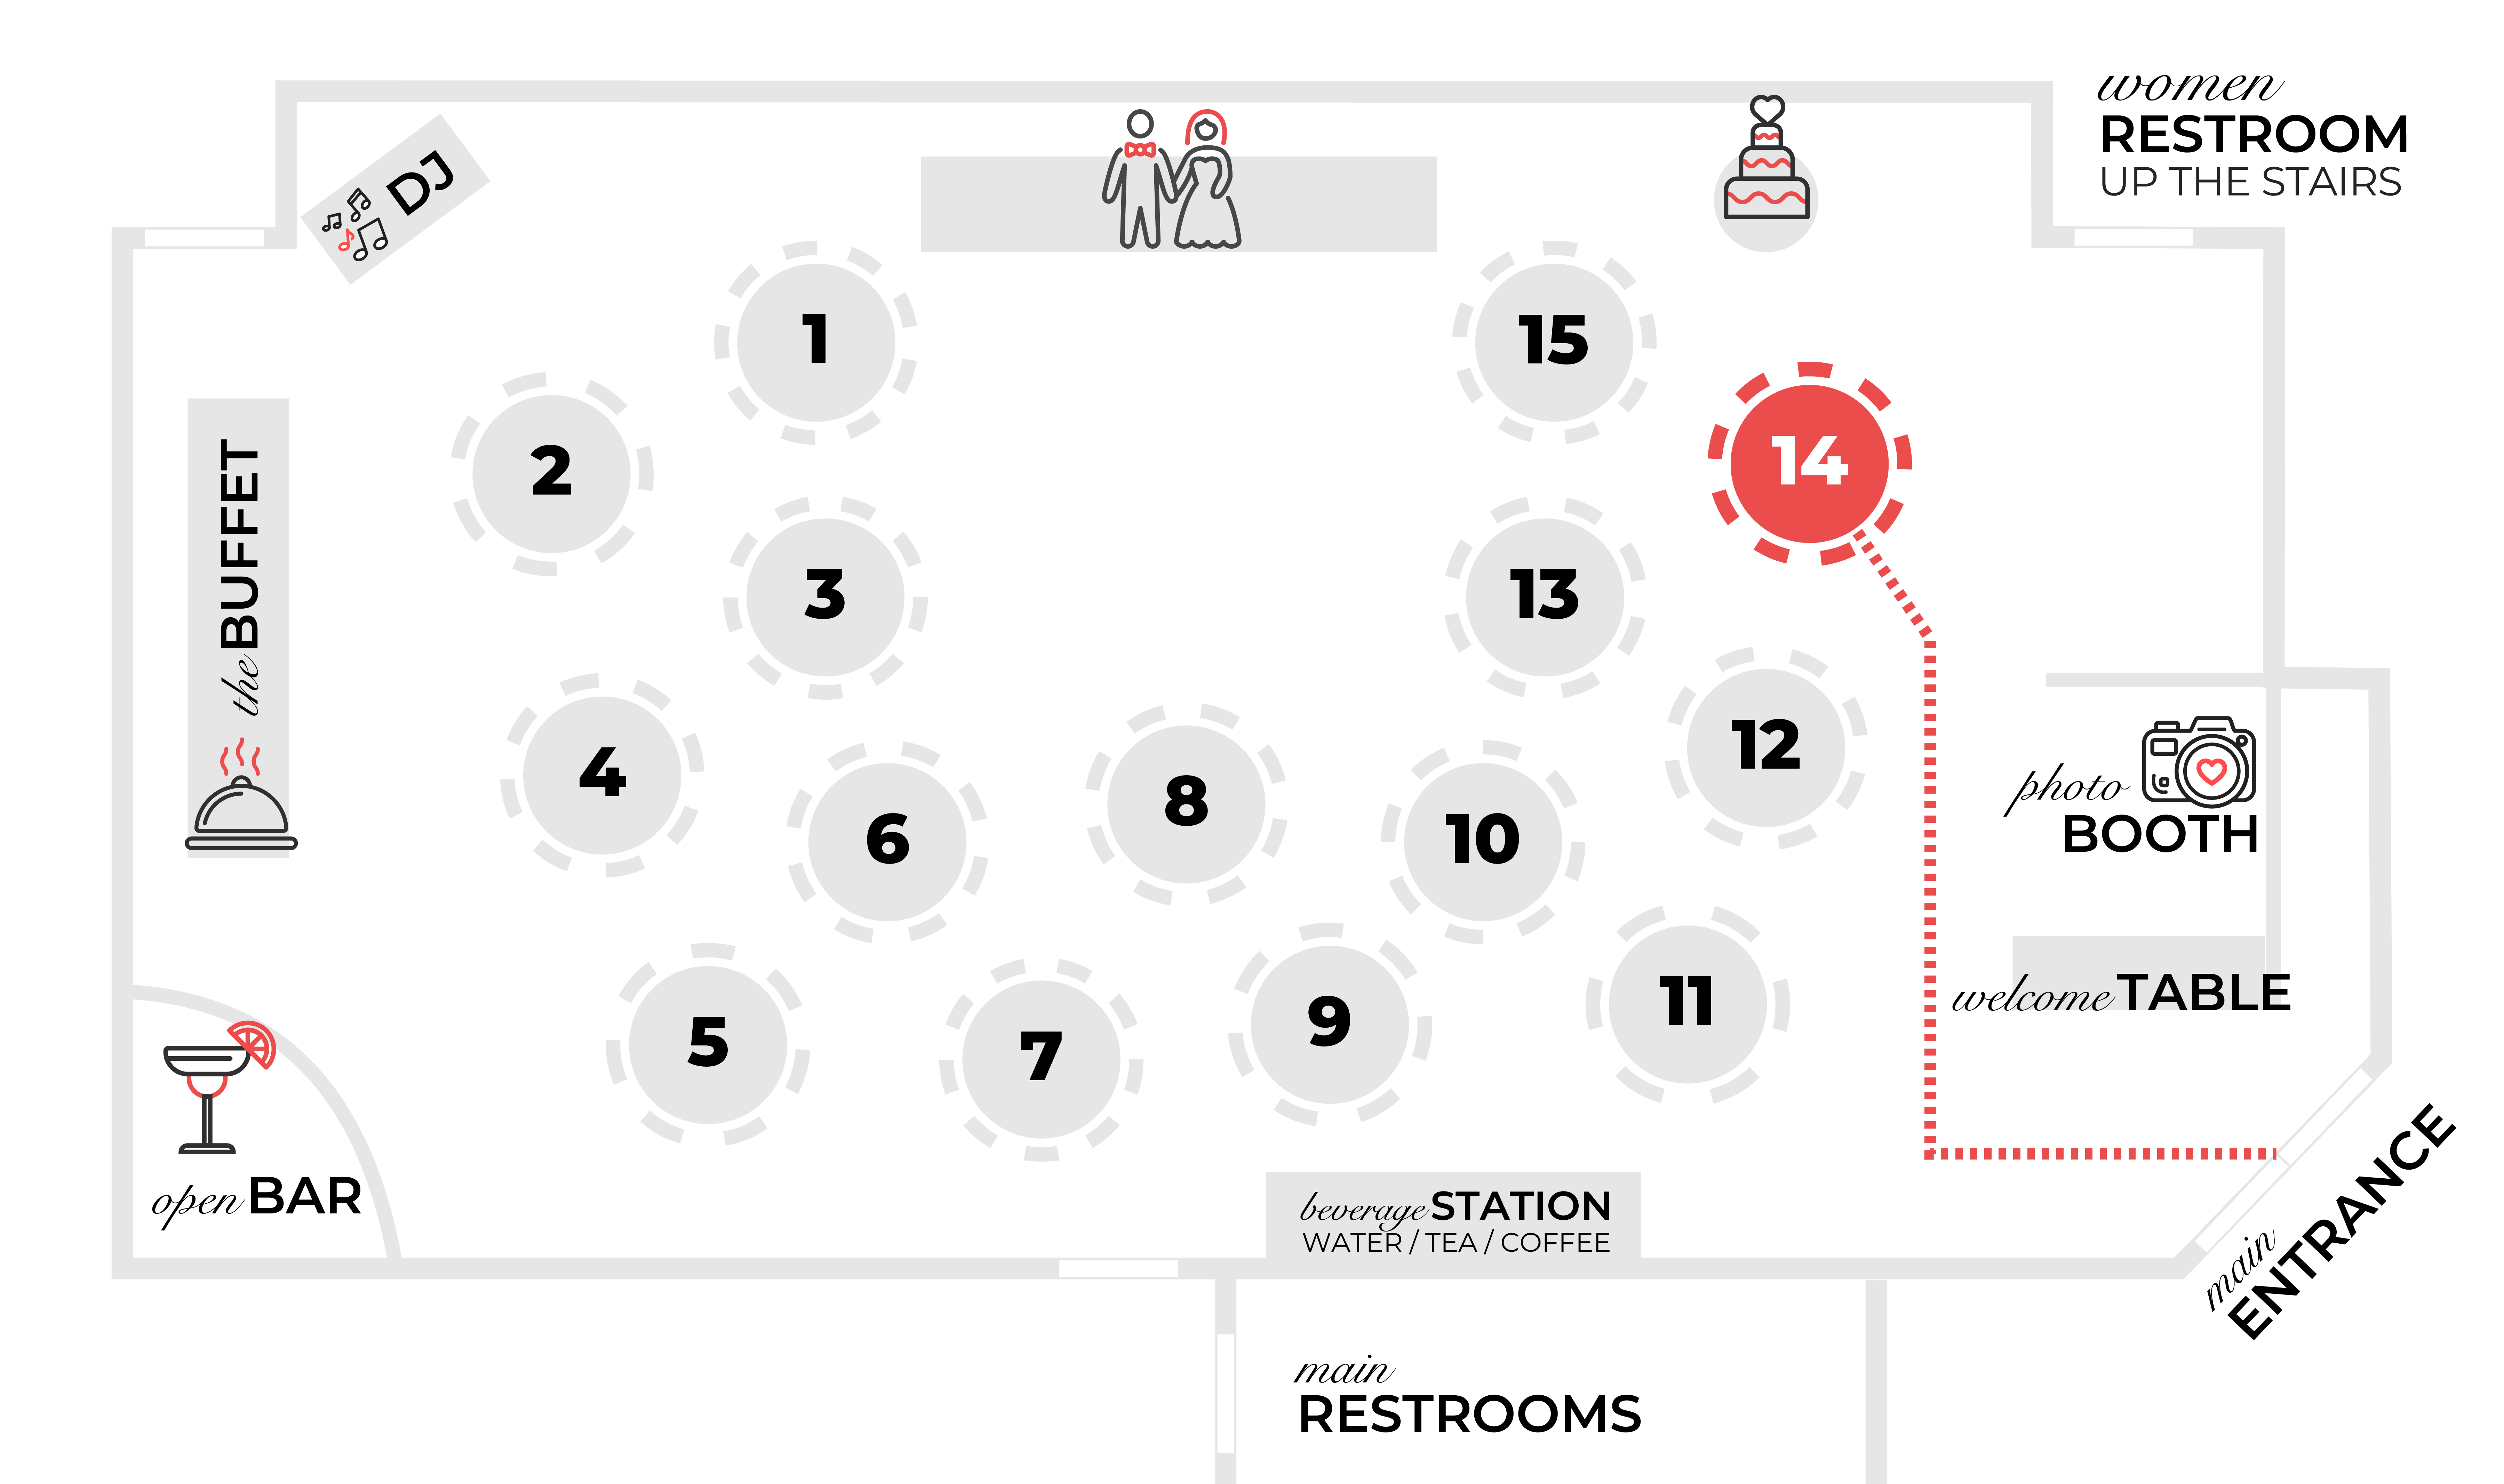 women
RESTROOM
UP THE STAIRS
DJ
1
15
14
2
3
13
the BUFFET
12
4
8
6
10
photo
BOOTH
11
welcome TABLE
9
5
7
open BAR
beverage STATION
WATER / TEA / COFFEE
main
ENTRANCE
main
RESTROOMS